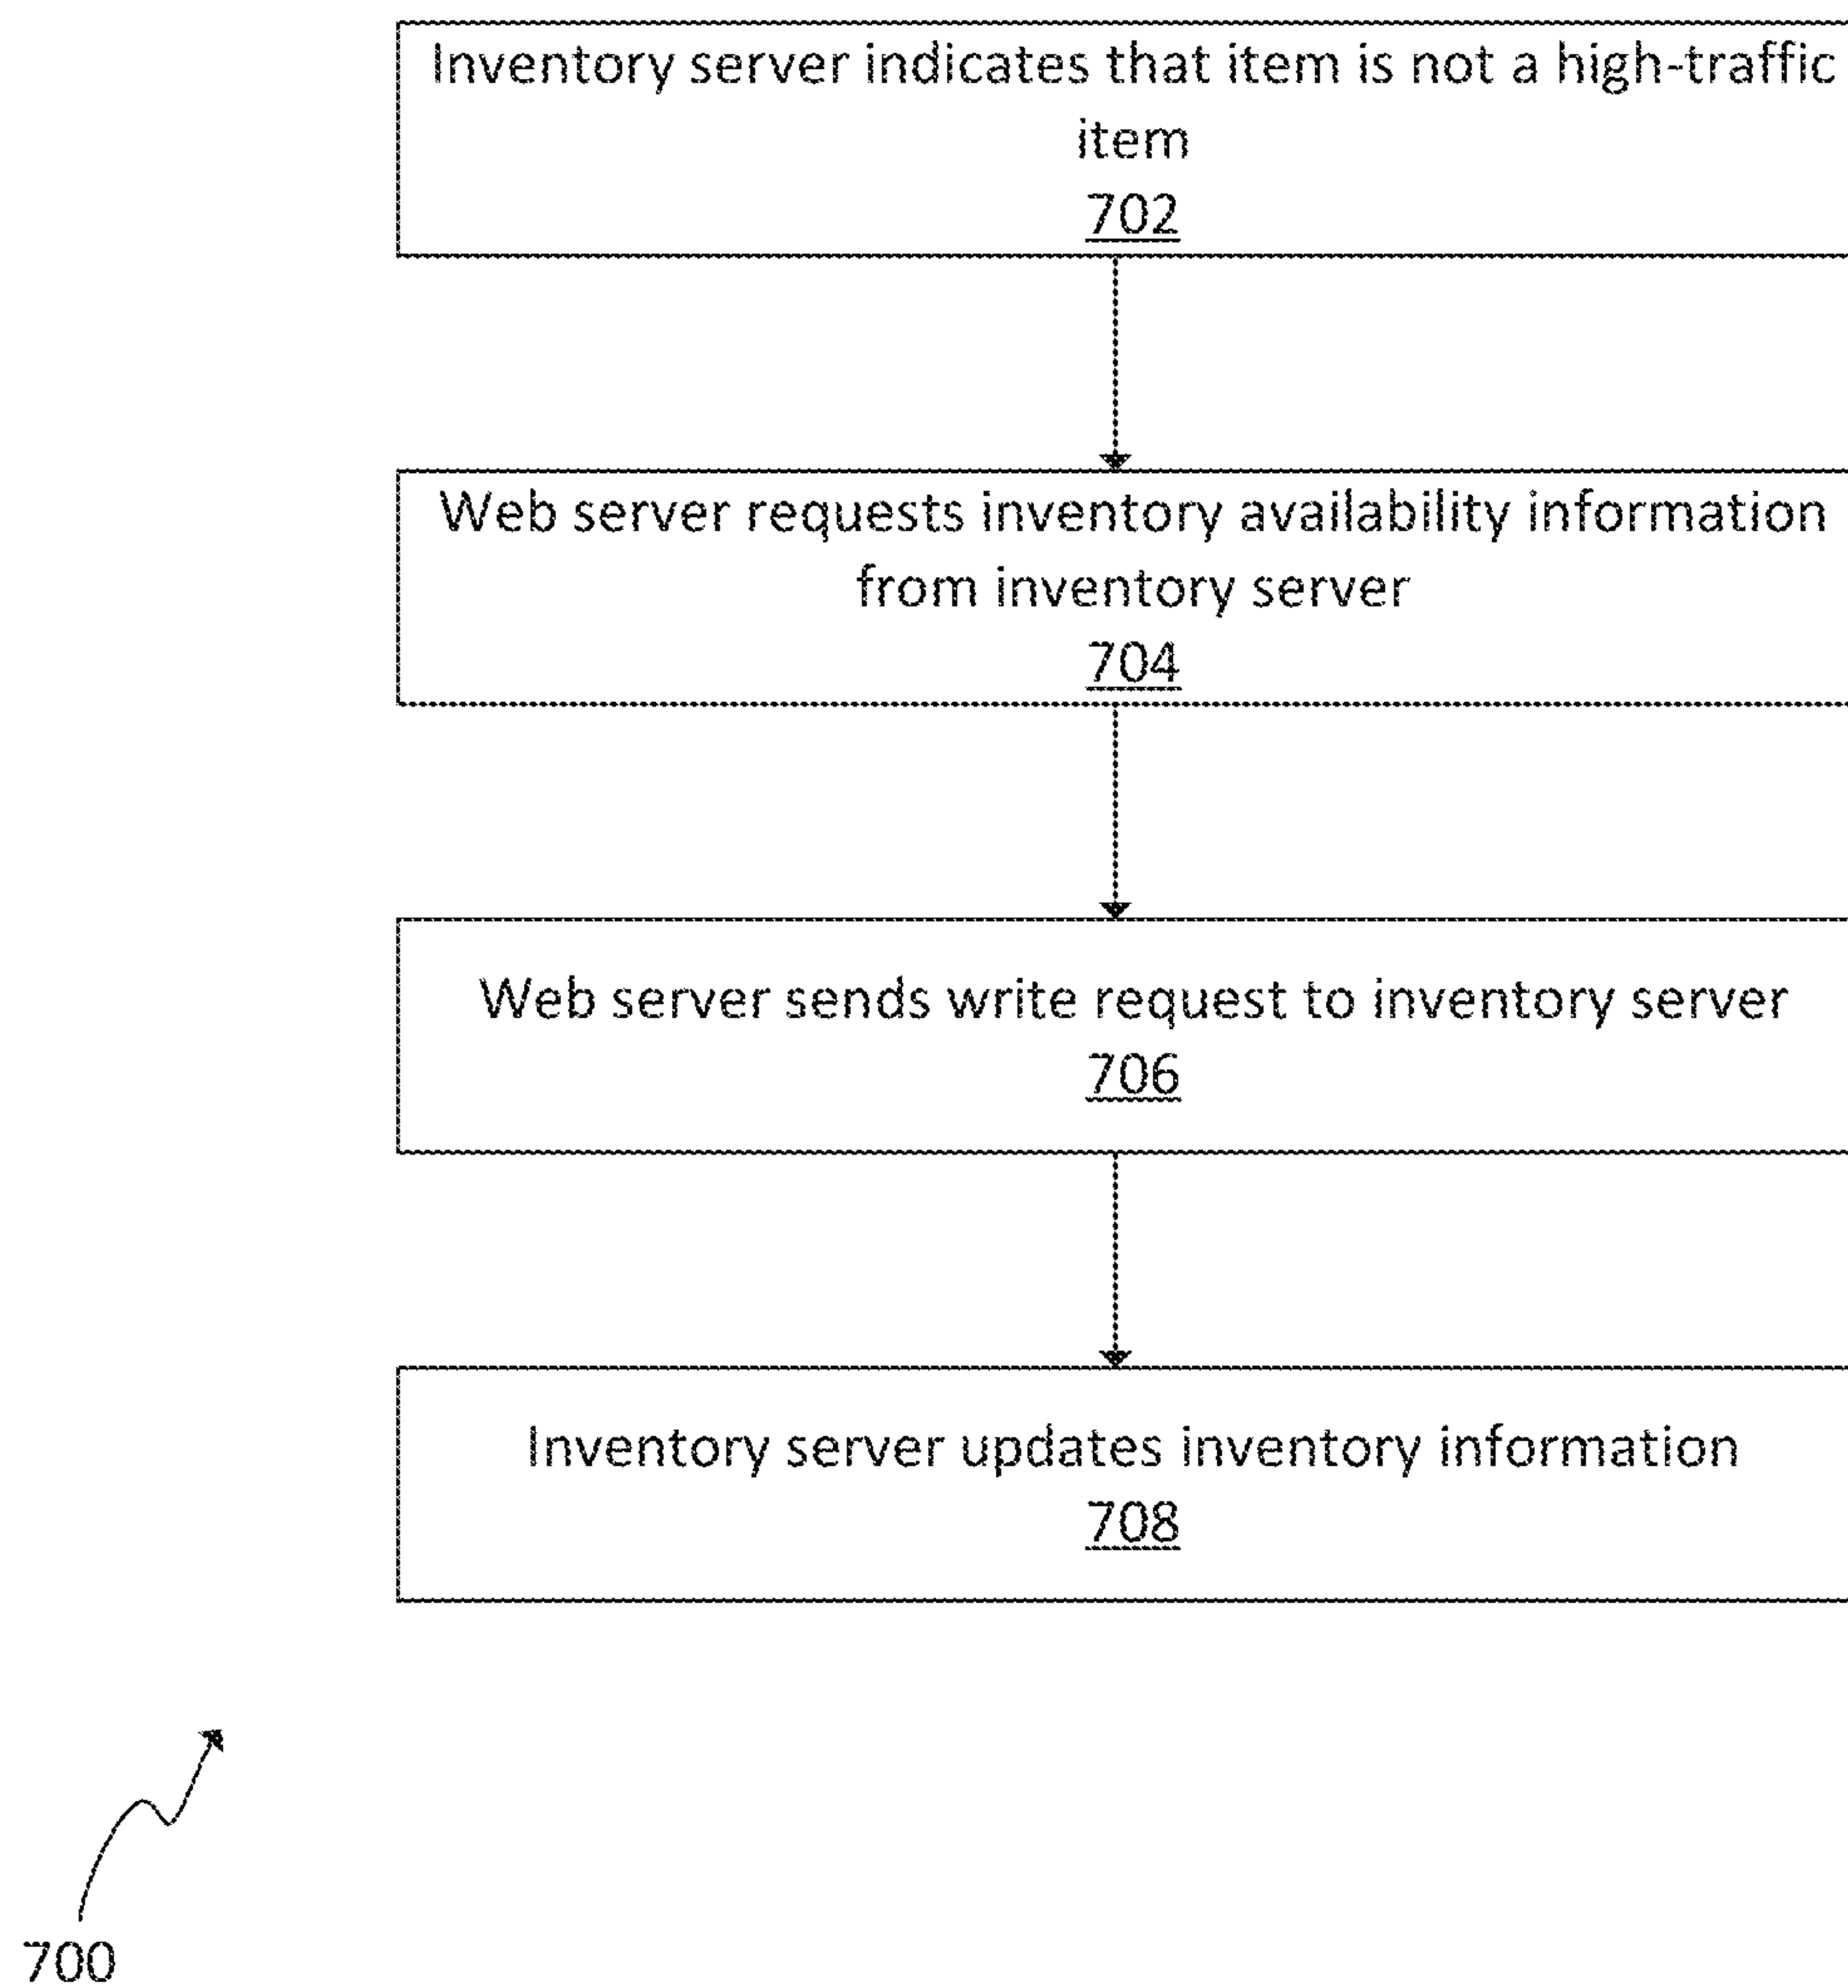 Inventory server indicates that item is not a high-traffic
item
702
Web server requests inventory availability information
from inventory server
704
Web server sends write request to inventory server
706
Inventory server updates inventory information
708
700